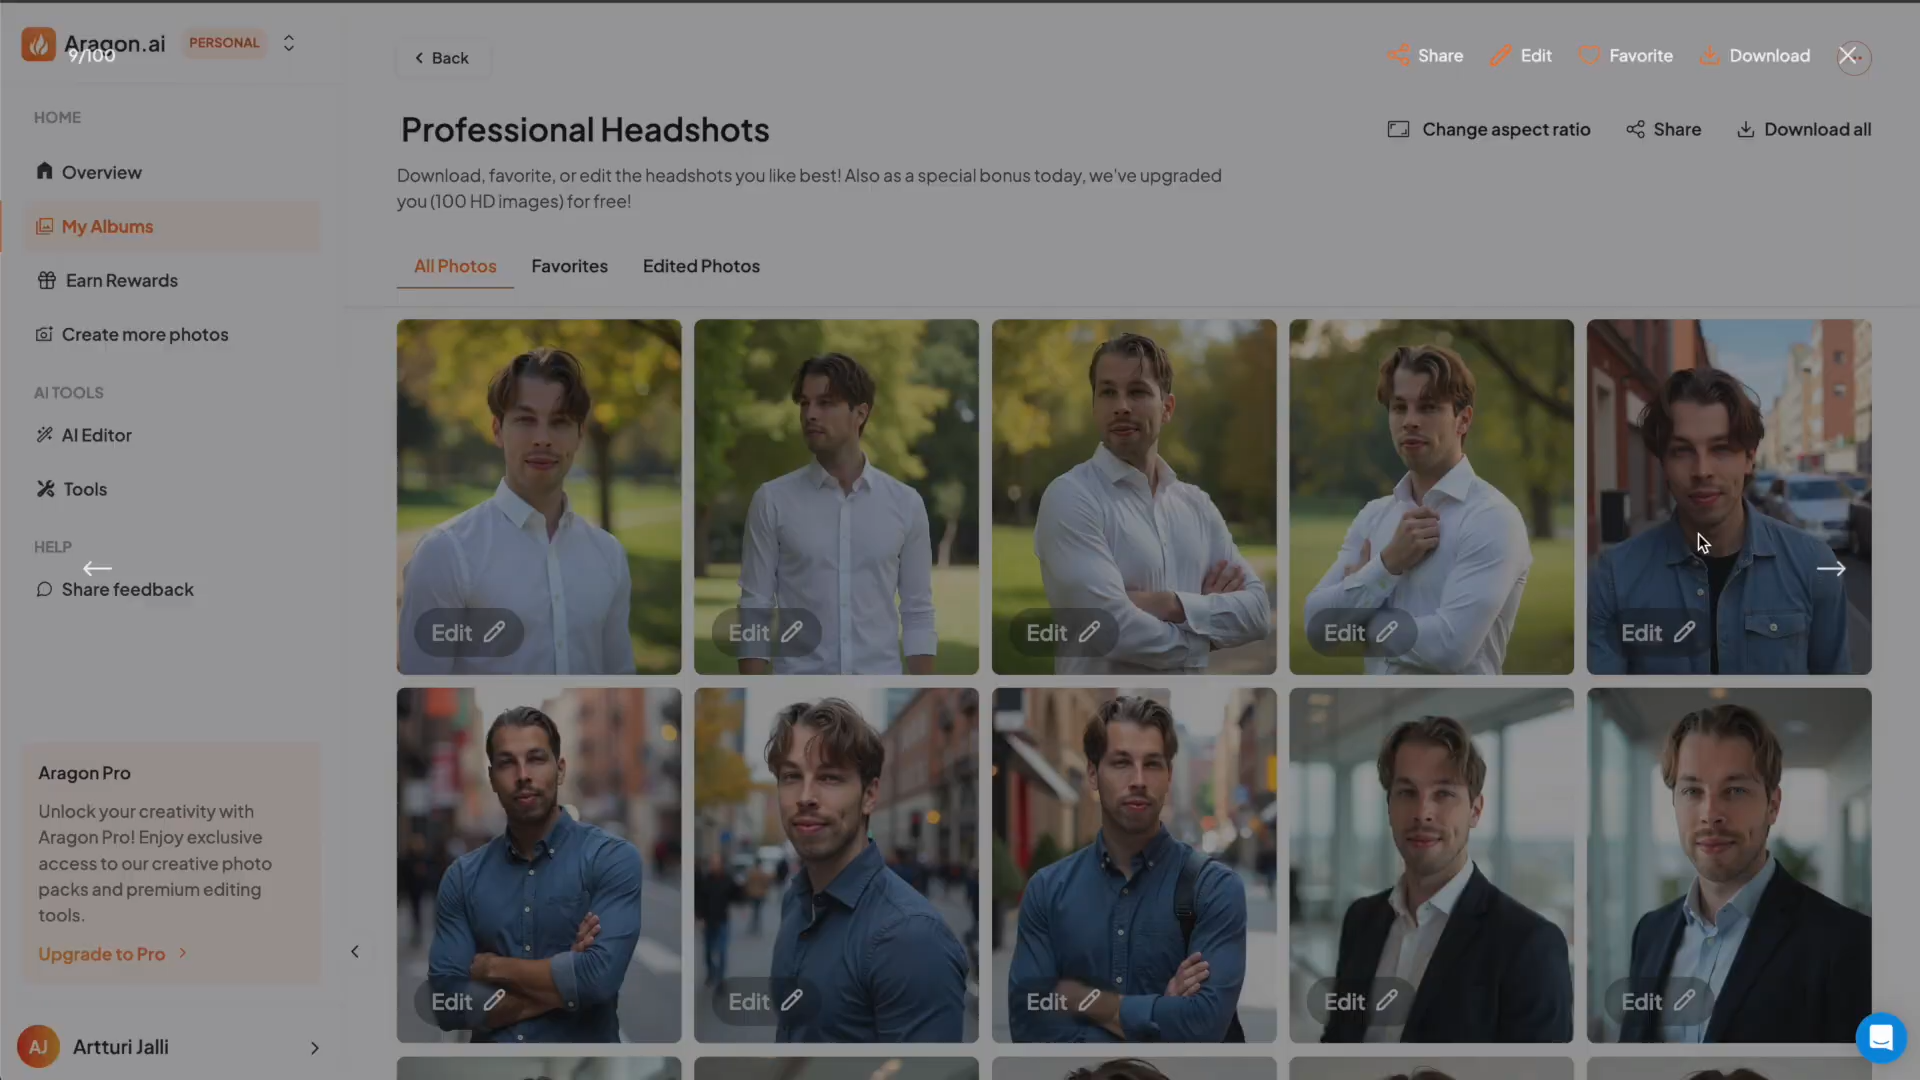 Aragon.ai
PERSONAL
9/100
Back
Share
Edit
Favorite
Download
HOME
Overview
My Albums
Earn Rewards
Create more photos
AI TOOLS
AI Editor
Tools
HELP
Share feedback
Professional Headshots
Change aspect ratio
Share
Download all
Download, favorite, or edit the headshots you like best! Also as a special bonus today, we've upgraded
you (100 HD images) for free!
All Photos
Favorites
Edited Photos
Edit
Edit
Edit
Edit
Edit
Edit
Edit
Edit
Edit
Edit
Aragon Pro
Unlock your creativity with
Aragon Pro! Enjoy exclusive
access to our creative photo
packs and premium editing
tools.
Upgrade to Pro
AJ
Artturi Jalli